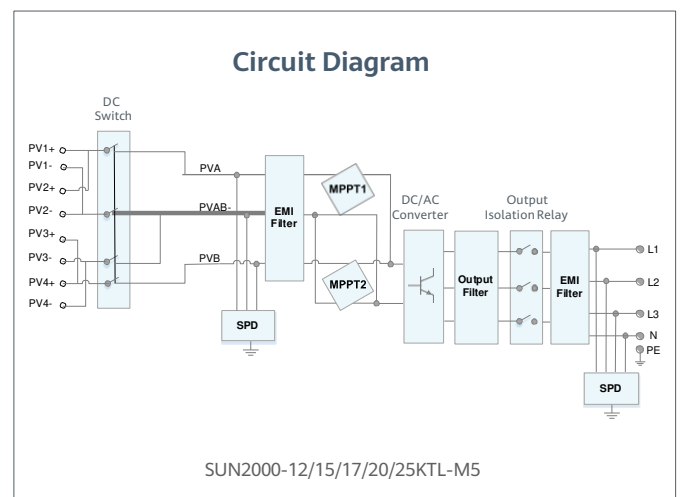 Circuit Diagram
DC
Switch
PV1+
PV1-
PV2+
PV2-
PV3+
PV3-
PV4+
PV4-
PVA
PVAB-
PVB
SPD
EMI
Filter
MPPT1
MPPT2
DC/AC
Converter
Output
Filter
Output
Isolation Relay
EMI
Filter
L1
L2
L3
N
PE
SPD
SUN2000-12/15/17/20/25KTL-M5